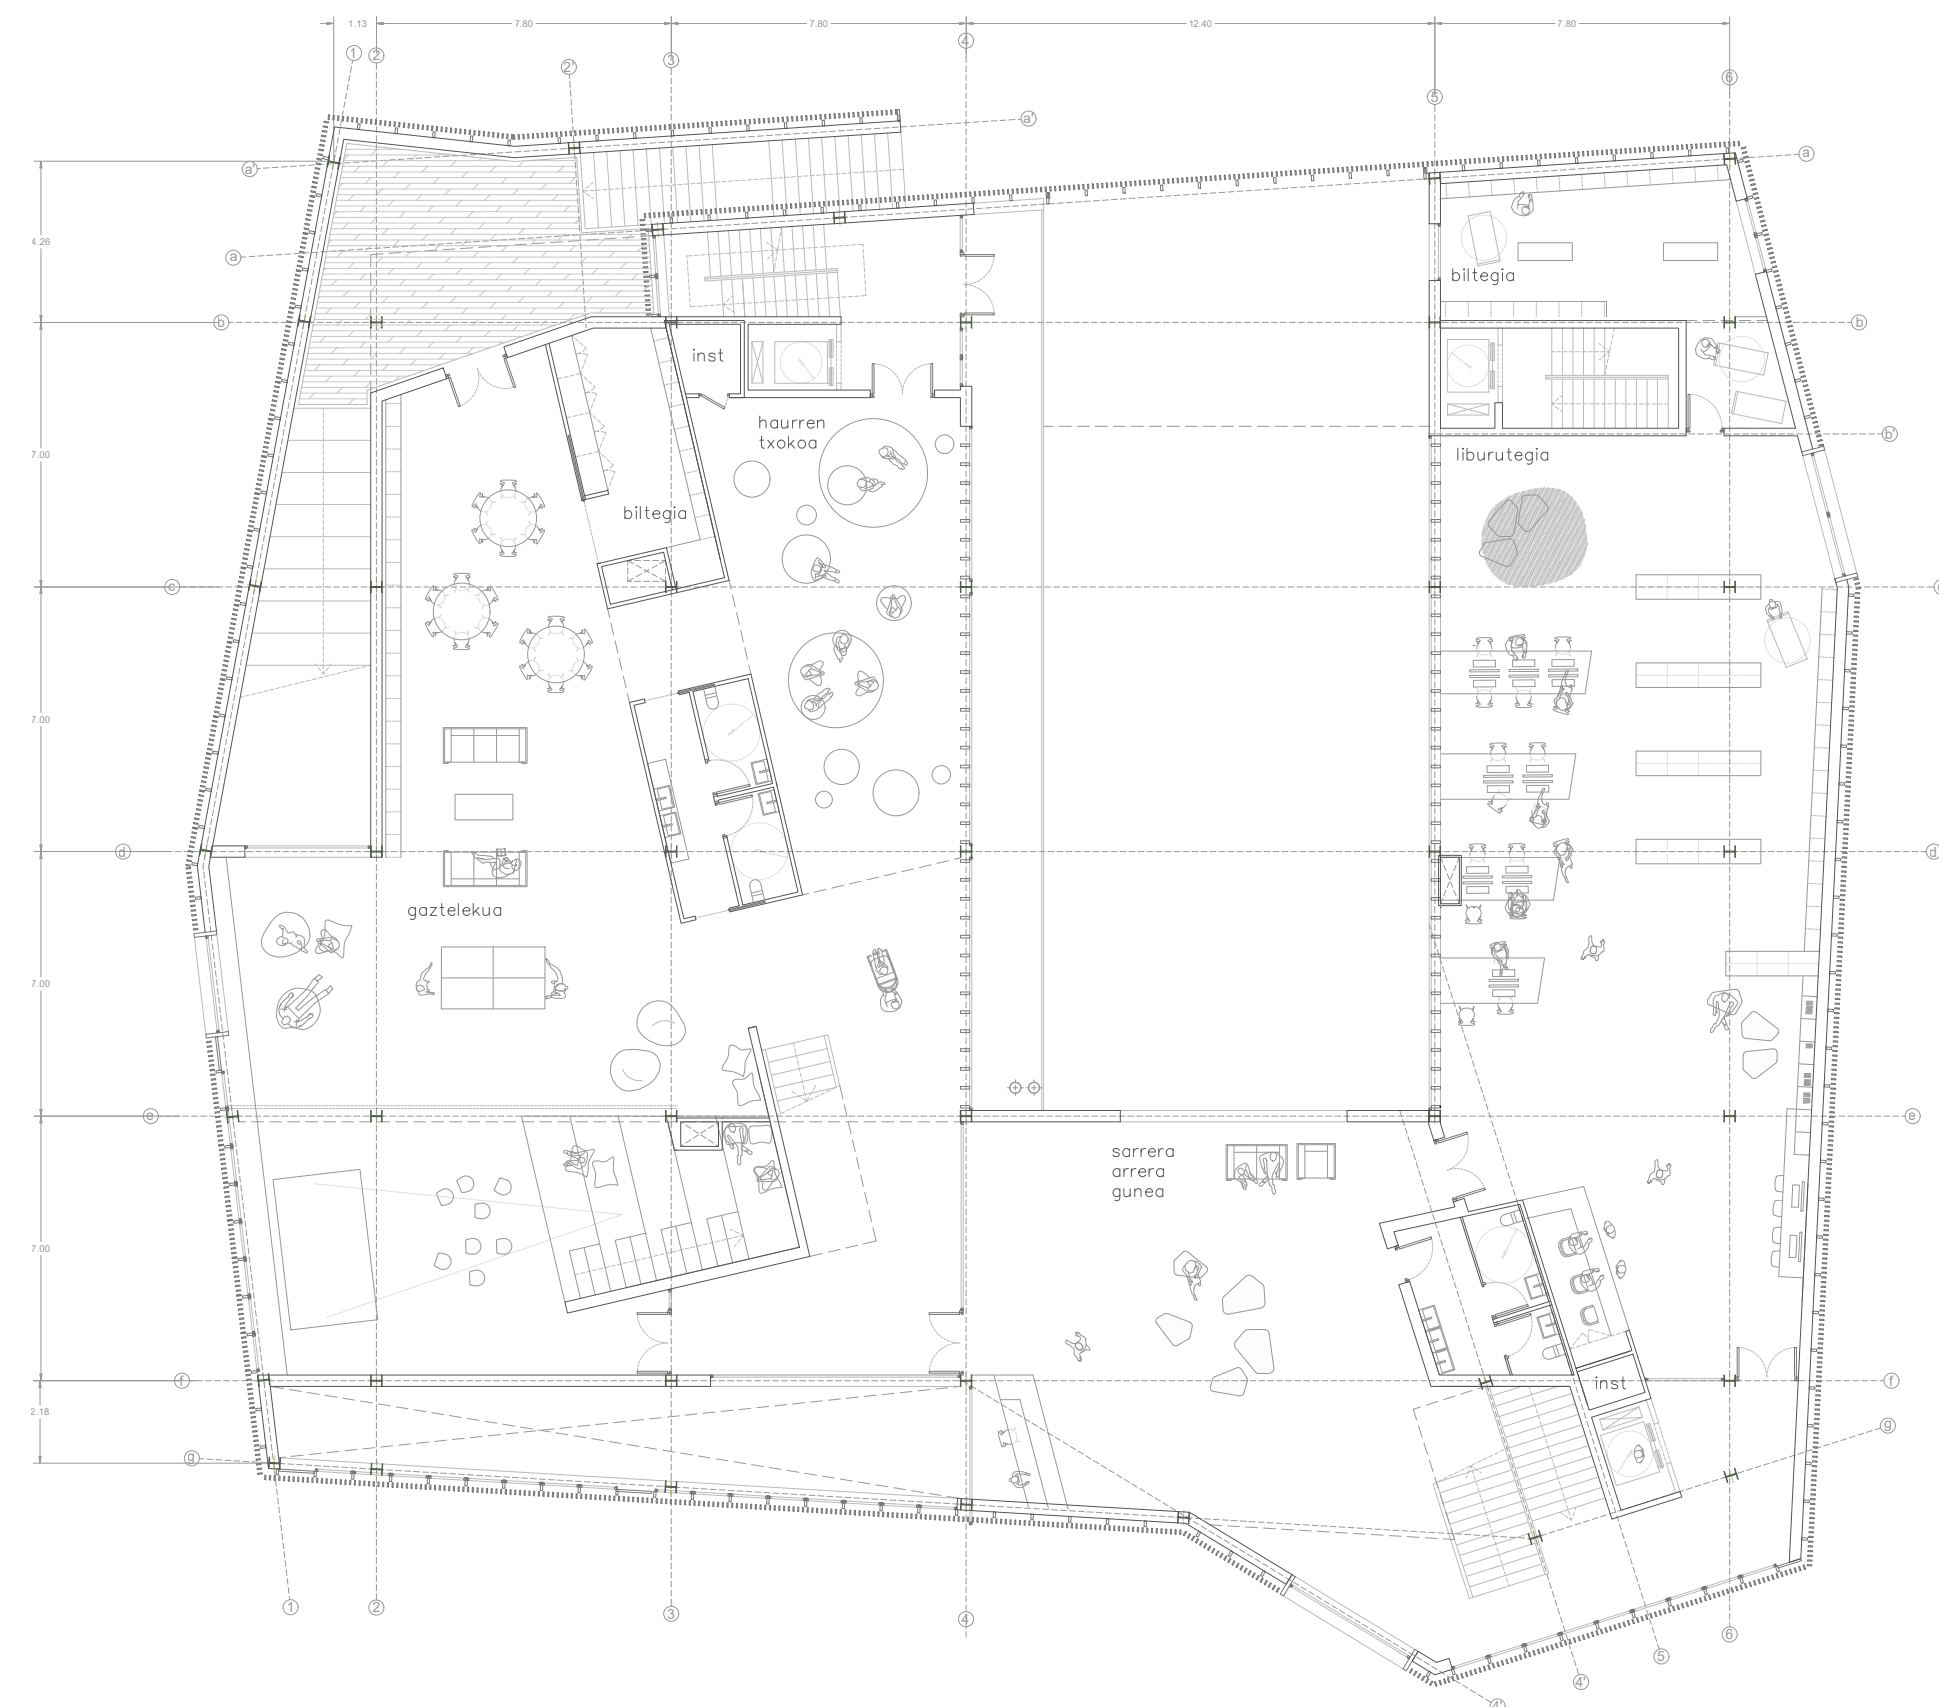 1.13
7.80
7.80
12.40
7.80
1
2
2'
3
4
5
6
a'
a'
a
a
4.26
biltegia
b
b
inst
haurren
txokoa
b'
liburutegia
7.00
biltegia
c
7.00
d
d
gaztelekua
7.00
e
e
sarrera
arrera
gunea
7.00
f
inst
f
2.18
g
g
1
2
3
4
4'
4'
5
6